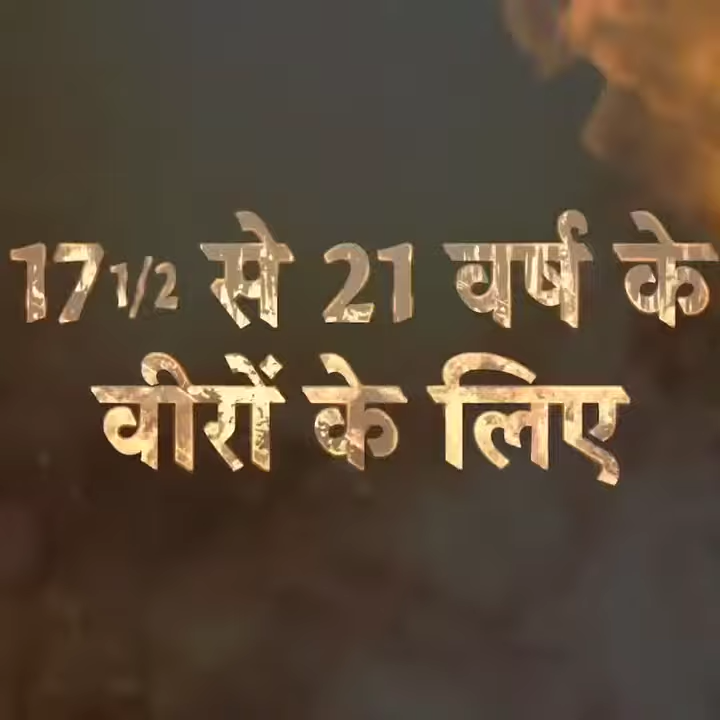 17 1/2 से 21 वर्ष के
वीरों के लिए